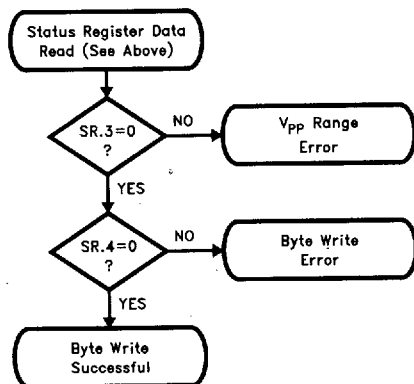 Status Register Data
Read (See Above)
SR.3=0
?
NO
VPP Range
Error
YES
SR.4=0
?
NO
Byte Write
Error
YES
Byte Write
Successful